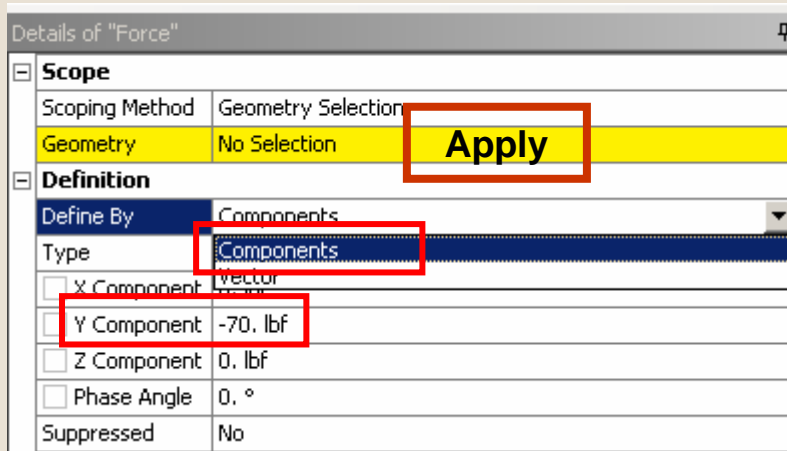 Details of "Force"
Scope
Scoping Method Geometry Selection
Geometry No Selection Apply
Definition
Define By Components
Type Components
Vector
X Component
Y Component -70. lbf
Z Component 0. lbf
Phase Angle 0. °
Suppressed No